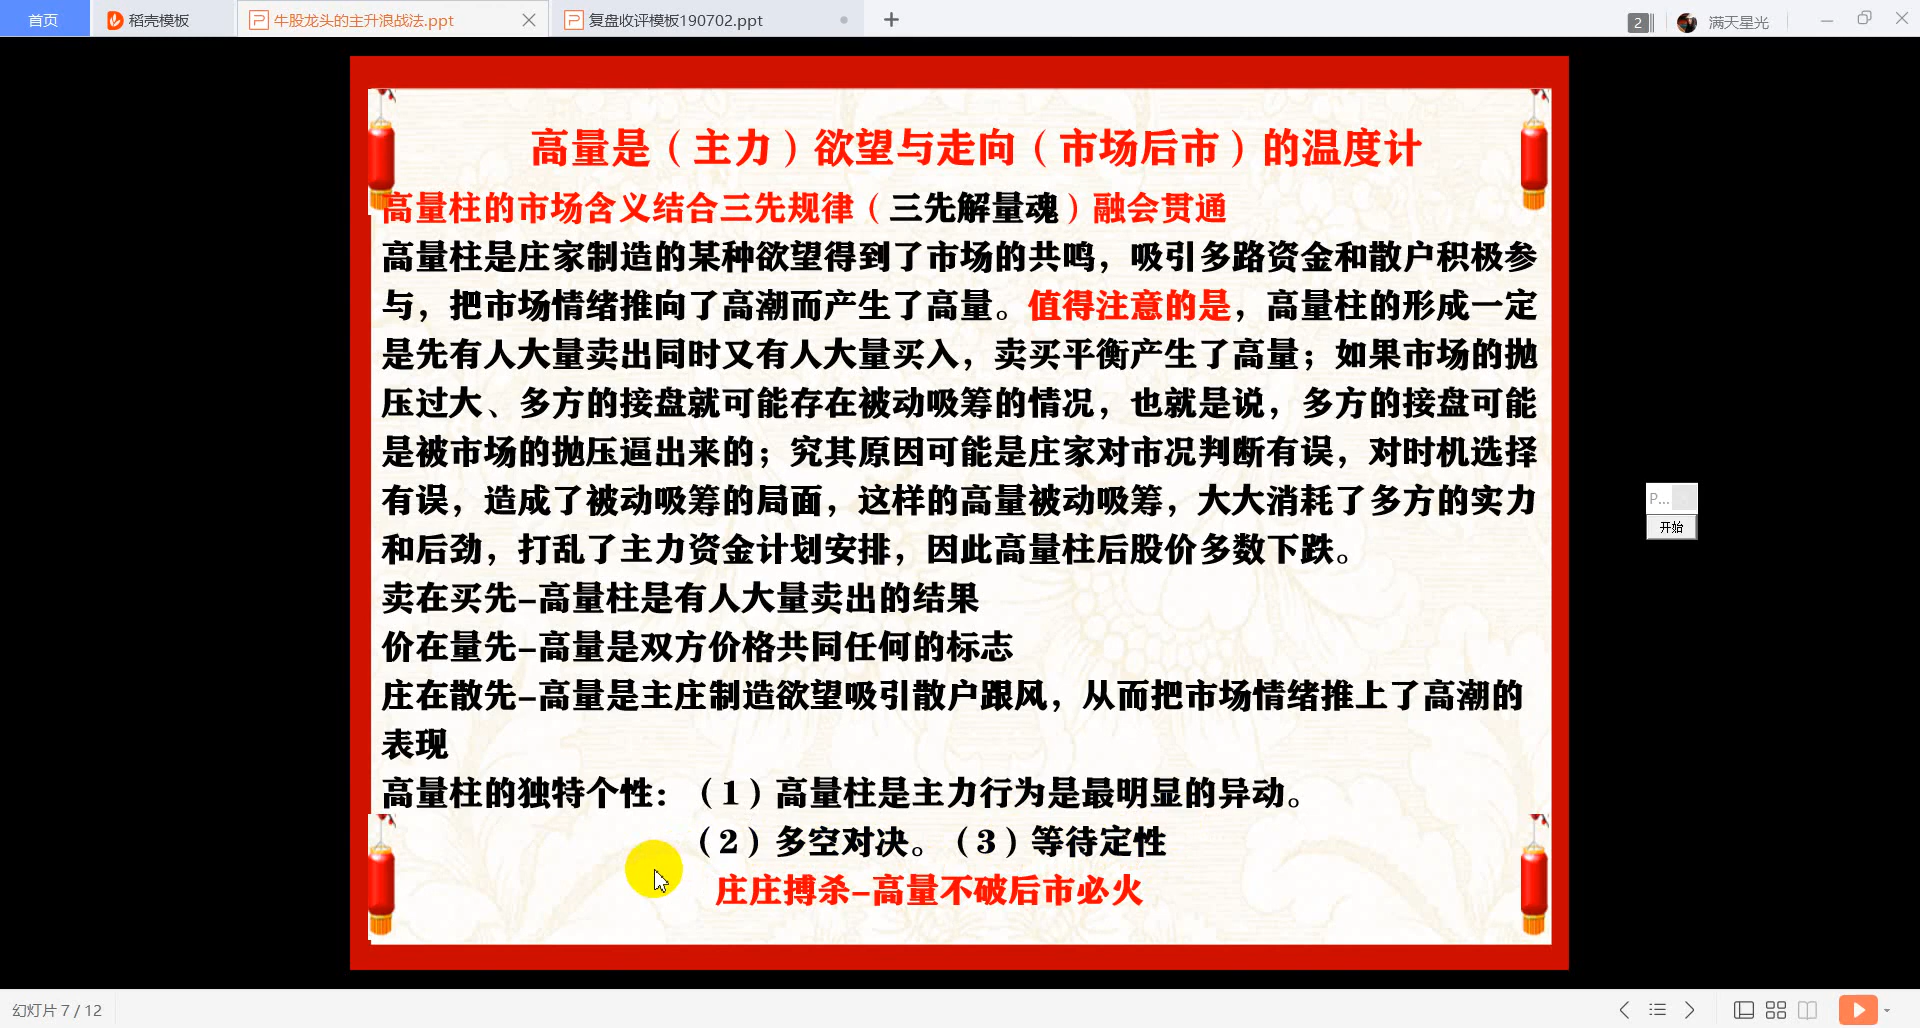 首页
稻壳模板
牛股龙头的主升浪战法.ppt
复盘收评模板190702.ppt
2
满天星光
高量是（主力）欲望与走向（市场后市）的温度计
高量柱的市场含义结合三先规律（三先解量魂）融会贯通
高量柱是庄家制造的某种欲望得到了市场的共鸣，吸引多路资金和散户积极参
与，把市场情绪推向了高潮而产生了高量。值得注意的是，高量柱的形成一定
是先有人大量卖出同时又有人大量买入，卖买平衡产生了高量；如果市场的抛
压过大、多方的接盘就可能存在被动吸筹的情况，也就是说，多方的接盘可能
是被市场的抛压逼出来的；究其原因可能是庄家对市况判断有误，对时机选择
有误，造成了被动吸筹的局面，这样的高量被动吸筹，大大消耗了多方的实力
和后劲，打乱了主力资金计划安排，因此高量柱后股价多数下跌。
卖在买先–高量柱是有人大量卖出的结果
价在量先–高量是双方价格共同任何的标志
庄在散先–高量是主庄制造欲望吸引散户跟风，从而把市场情绪推上了高潮的
表现
高量柱的独特个性：（1）高量柱是主力行为是最明显的异动。
（2）多空对决。（3）等待定性
庄庄搏杀–高量不破后市必火
P...
开始
幻灯片 7 / 12